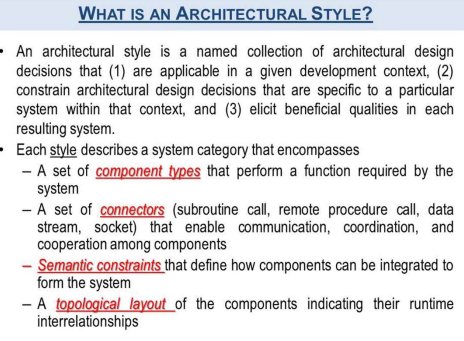 WHAT IS AN ARCHITECTURAL STYLE?
• An architectural style is a named collection of architectural design
decisions that (1) are applicable in a given development context, (2)
constrain architectural design decisions that are specific to a particular
system within that context, and (3) elicit beneficial qualities in each
resulting system.
• Each style describes a system category that encompasses
– A set of component types that perform a function required by the
system
– A set of connectors (subroutine call, remote procedure call, data
stream, socket) that enable communication, coordination, and
cooperation among components
– Semantic constraints that define how components can be integrated to
form the system
– A topological layout of the components indicating their runtime
interrelationships